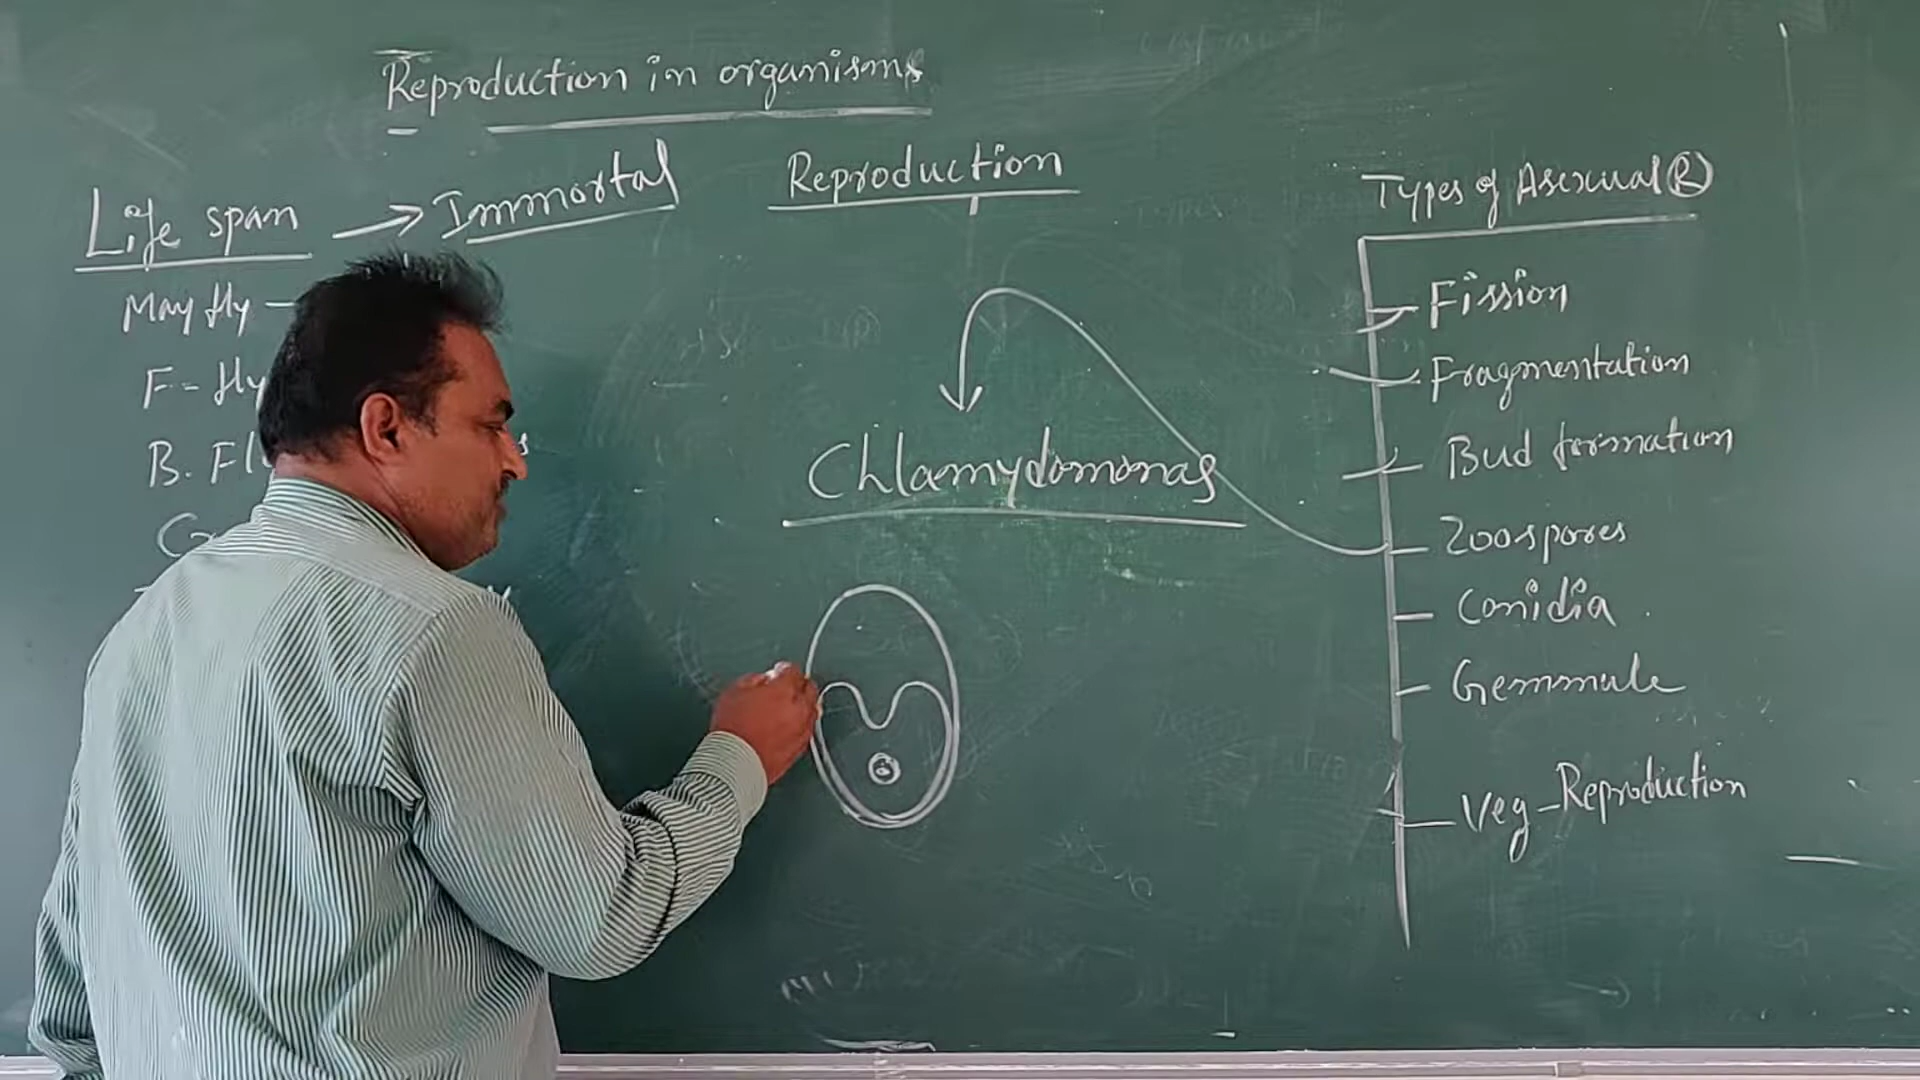 Reproduction in organisms
Life span → Immortal
May fly –
F - fly
B. Fl
Reproduction
Chlamydomonas
Types of Asexual R
Fission
Fragmentation
Bud formation
Zoospores
Conidia
Gemmule
Veg - Reproduction